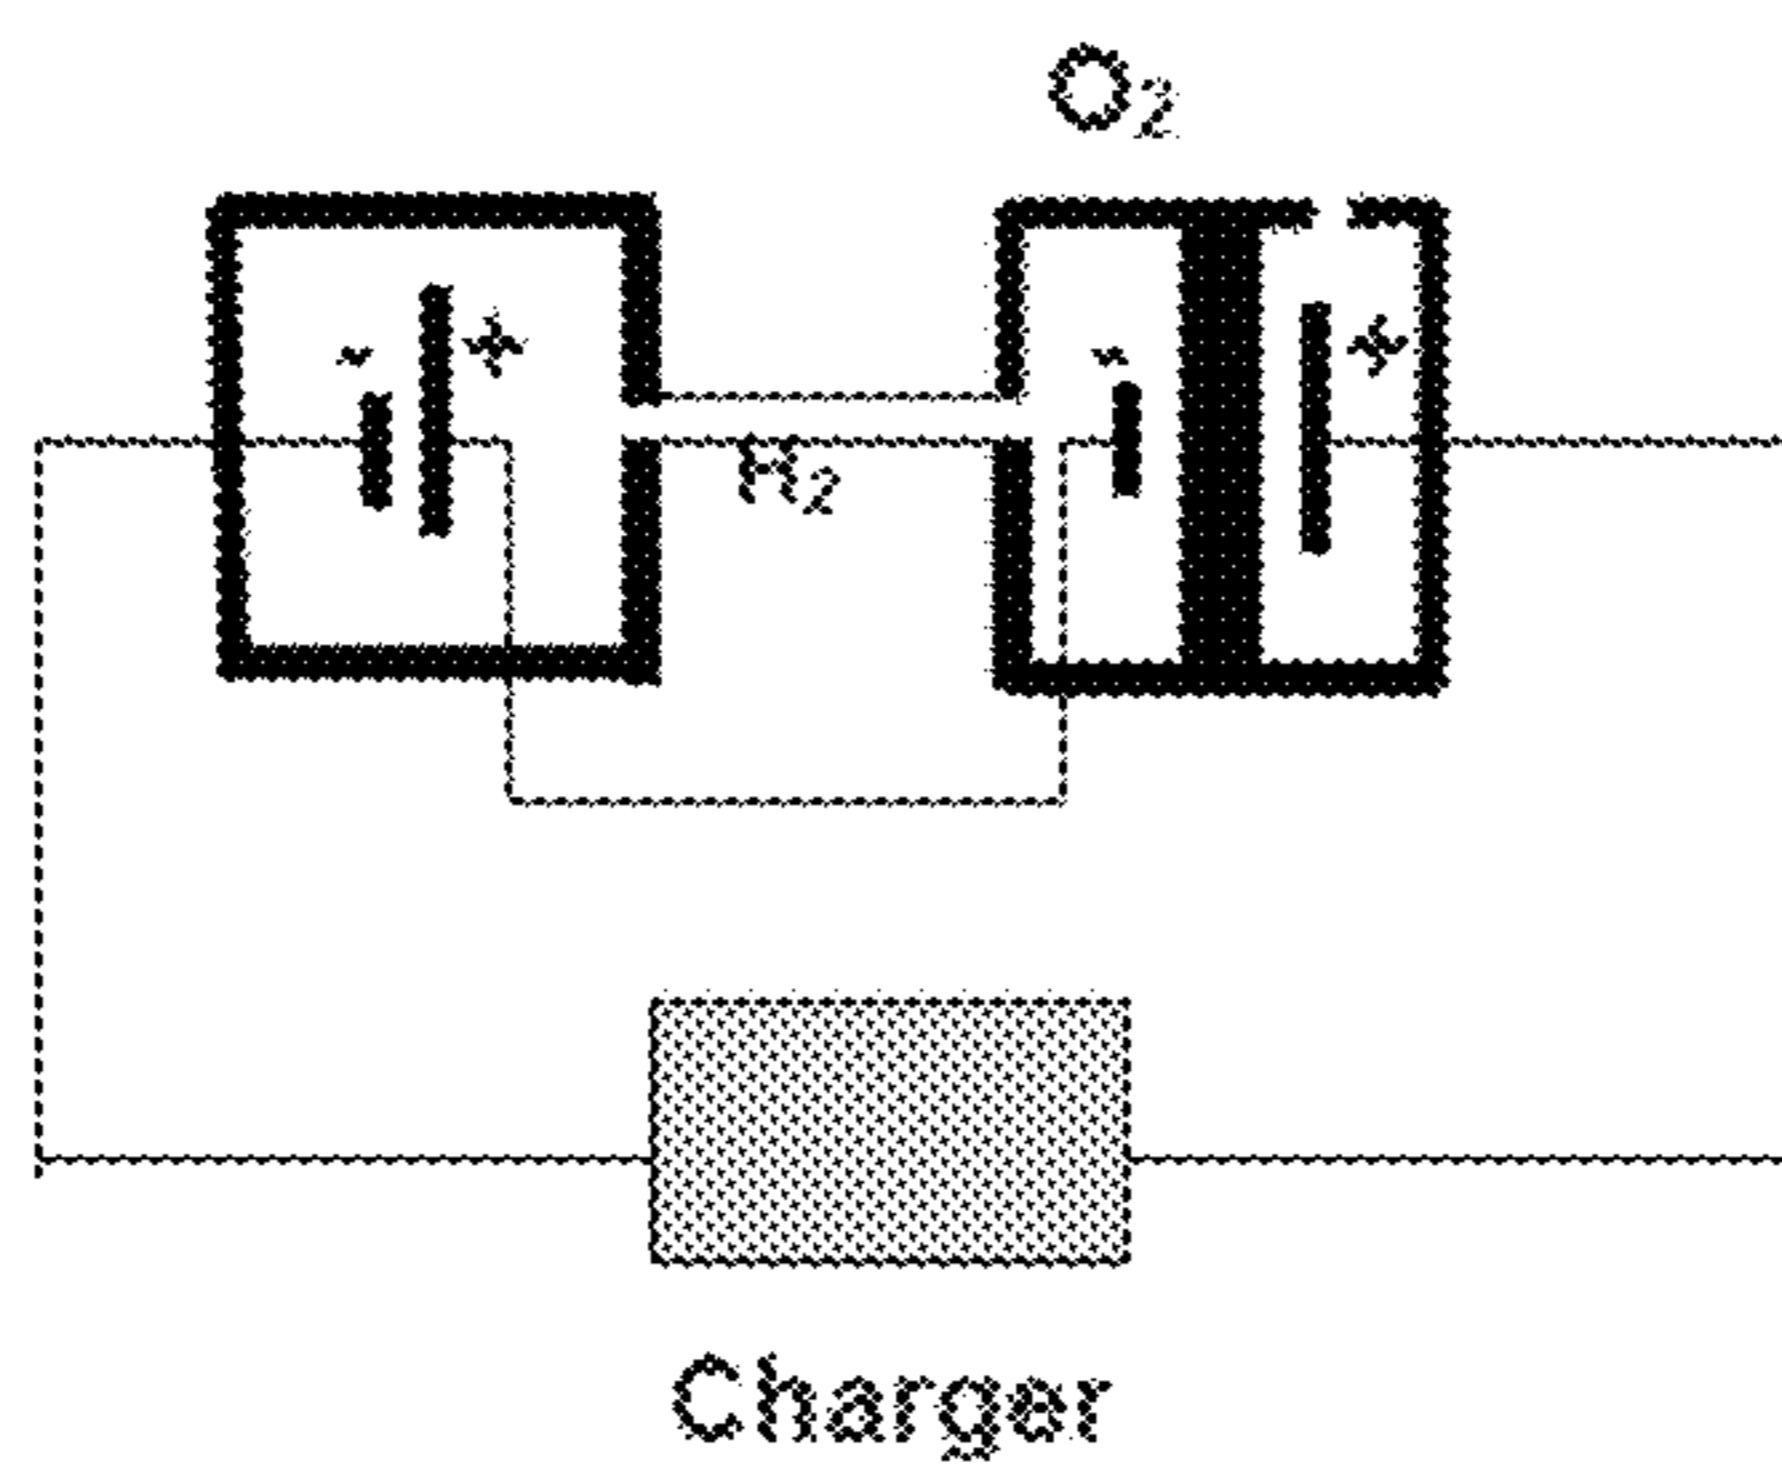 O₂
- +
- +
H₂
Charger